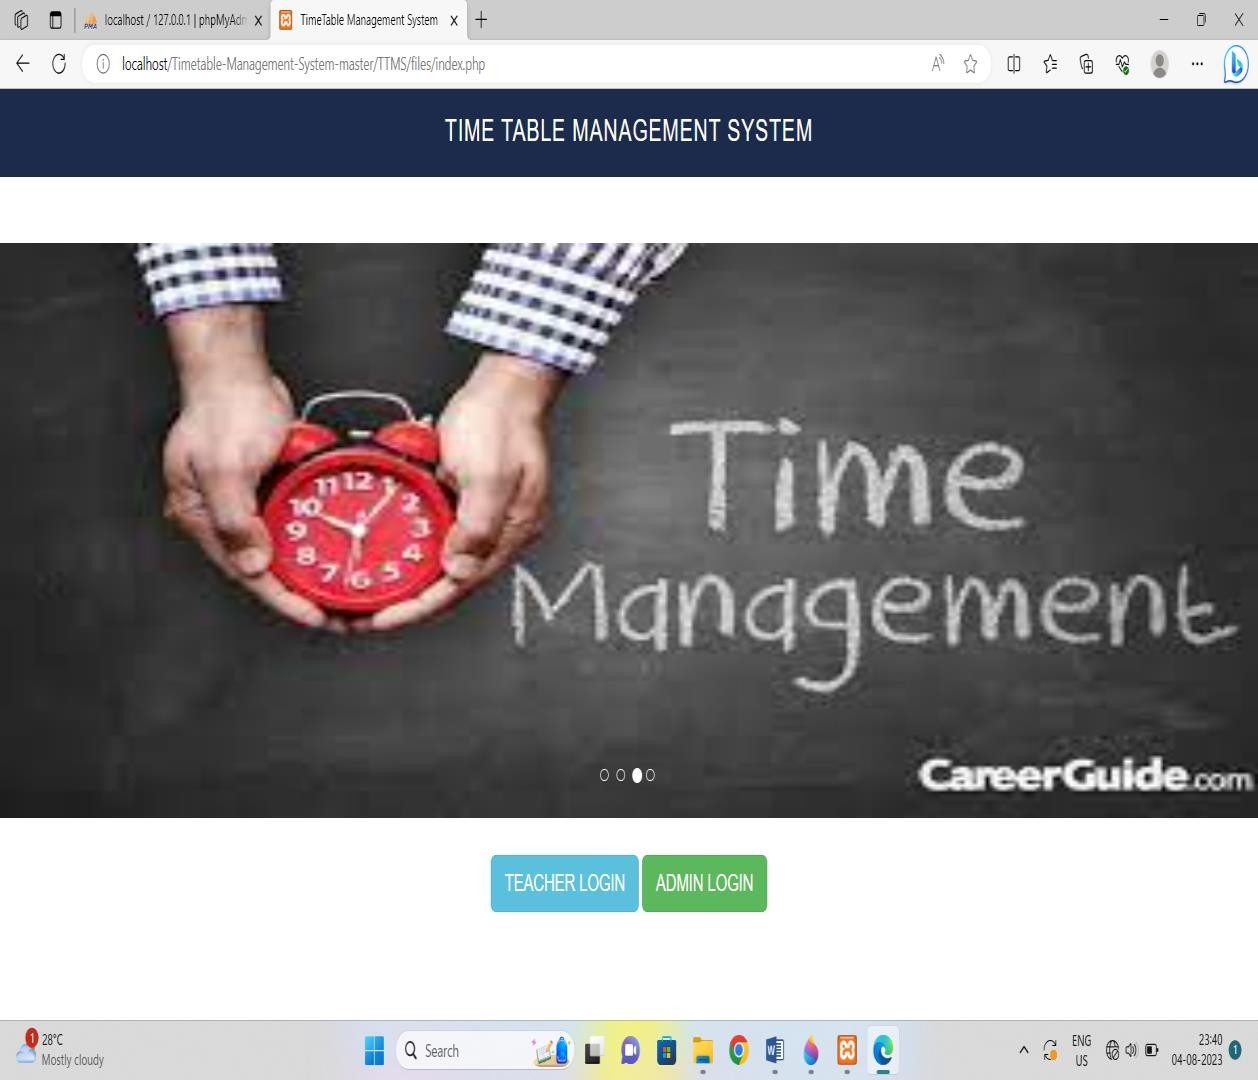 localhost / 127.0.0.1 | phpMyAdm
TimeTable Management System
localhost/Timetable-Management-System-master/TTMS/files/index.php
TIME TABLE MANAGEMENT SYSTEM
11 12 1
10 2
9 3
8 4
7 6 5
Time
Management
CareerGuide.com
TEACHER LOGIN ADMIN LOGIN
1 28°C
Mostly cloudy
Search
ENG
US
23:40
04-08-2023
1